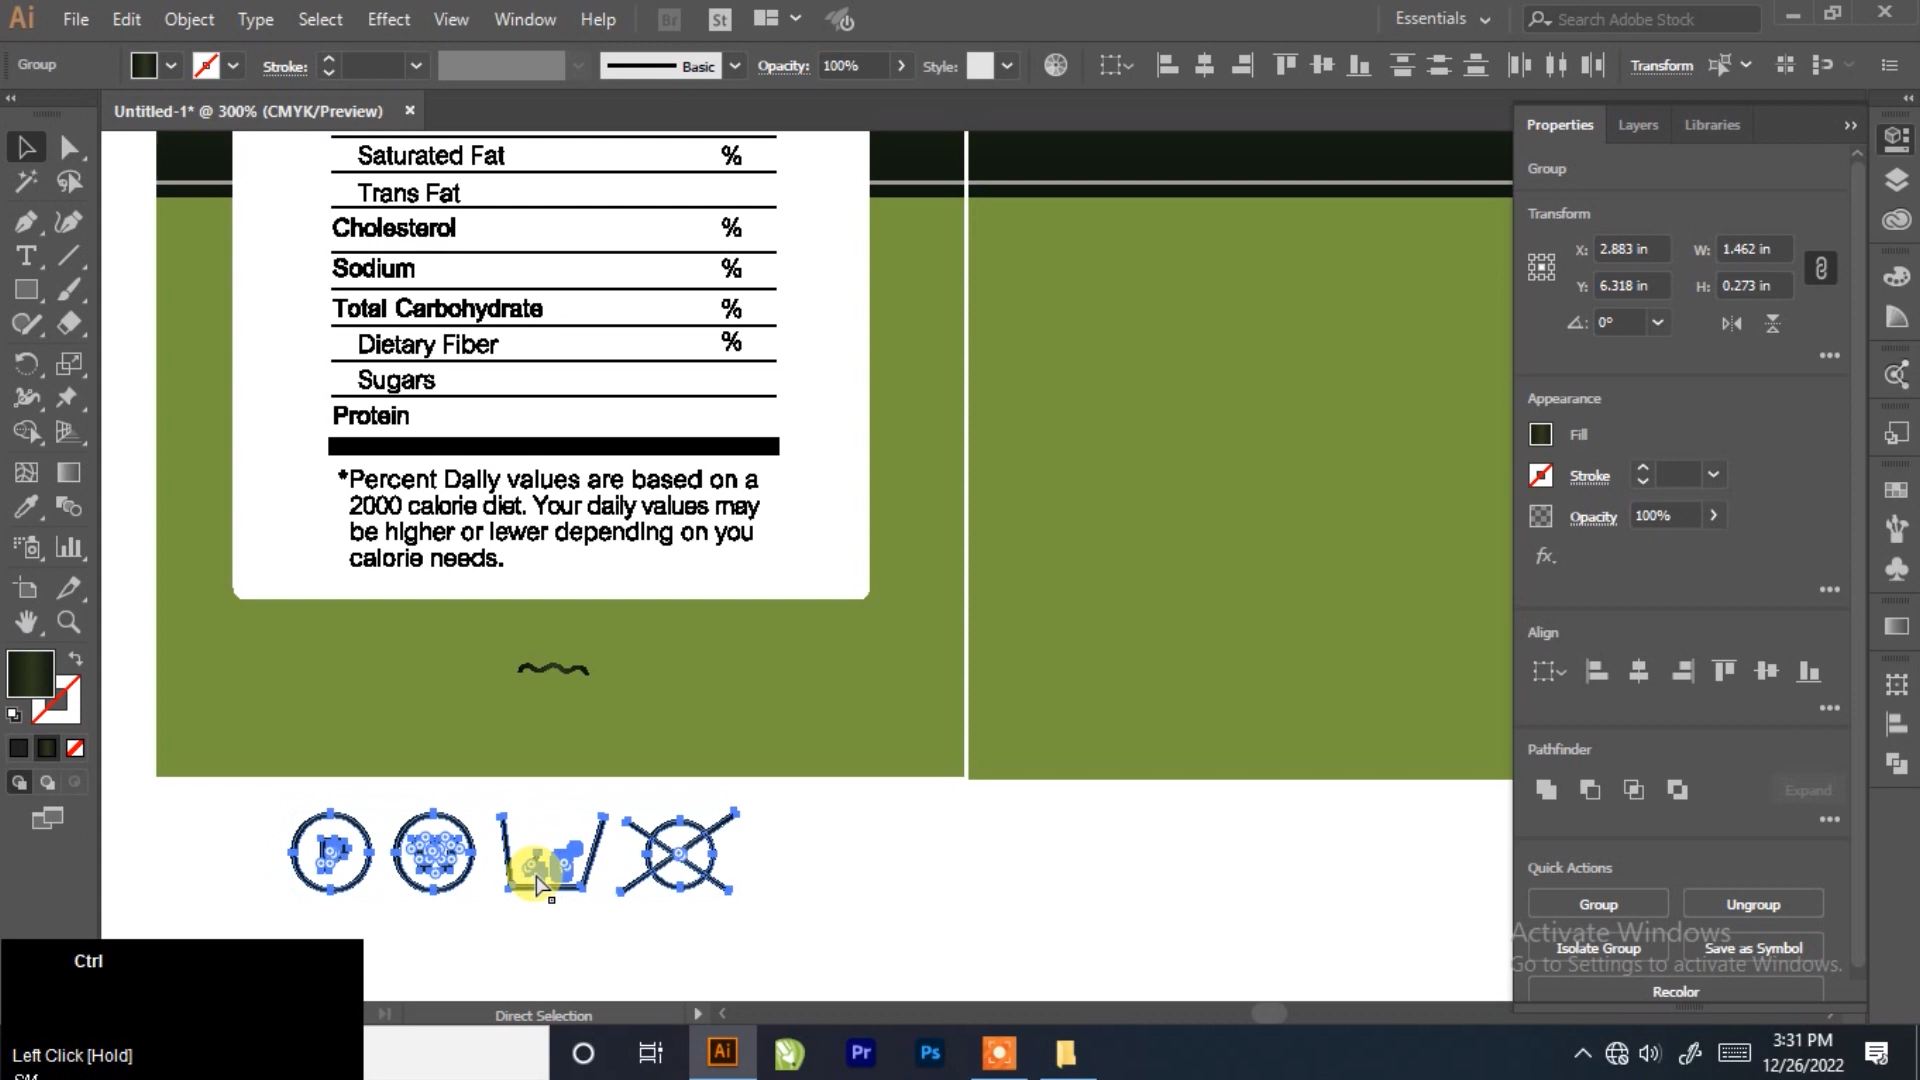 Ai File Edit Object Type Select Effect View Window Help Br St Essentials Search Adobe Stock
Group Stroke: Basic Opacity: 100% Style: Transform
Untitled-1* @ 300% (CMYK/Preview)
Properties Layers Libraries
Group
Transform
X: 2.883 in W: 1.462 in
Y: 6.318 in H: 0.273 in
0°
Appearance
Fill
Stroke
Opacity 100%
fx.
Align
Pathfinder
Expand
Quick Actions
Group Ungroup
Isolate Group Save as Symbol
Recolor
Activate Windows
Go to Settings to activate Windows.
Saturated Fat %
Trans Fat
Cholesterol %
Sodium %
Total Carbohydrate %
Dietary Fiber %
Sugars
Protein
*Percent Daily values are based on a
2000 calorie diet. Your daily values may
be higher or lewer depending on you
calorie needs.
P
Ctrl
Left Click [Hold]
Direct Selection
Ai Pr Ps
3:31 PM
12/26/2022